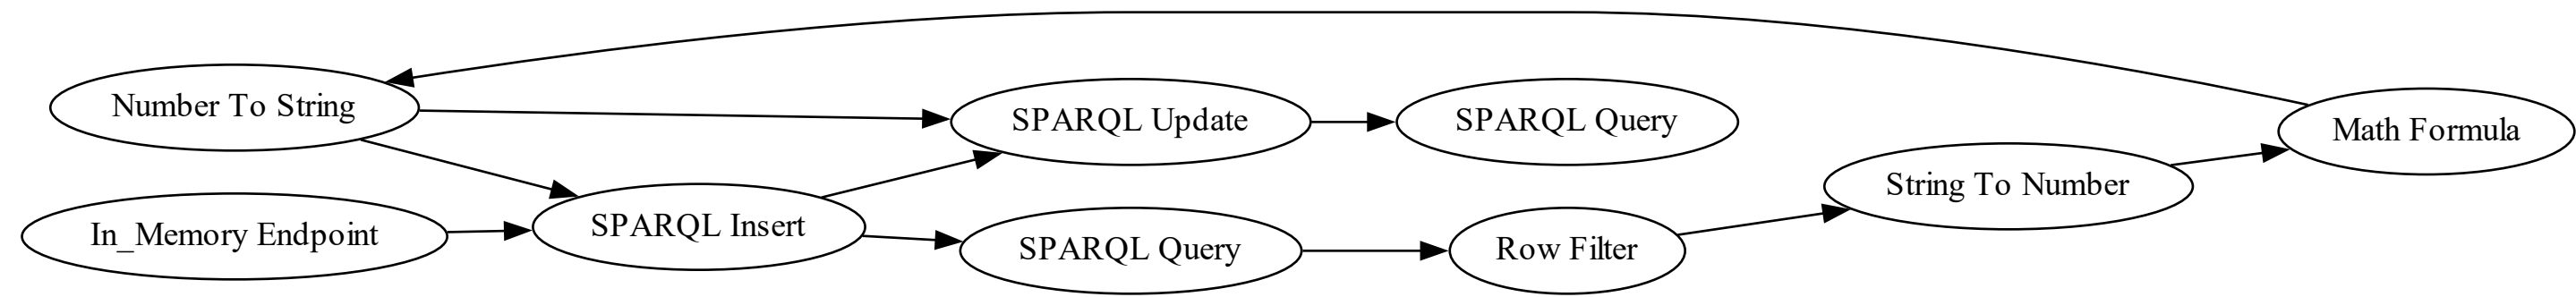 Number To String
SPARQL Update
SPARQL Query
Math Formula
String To Number
In_Memory Endpoint
SPARQL Insert
SPARQL Query
Row Filter